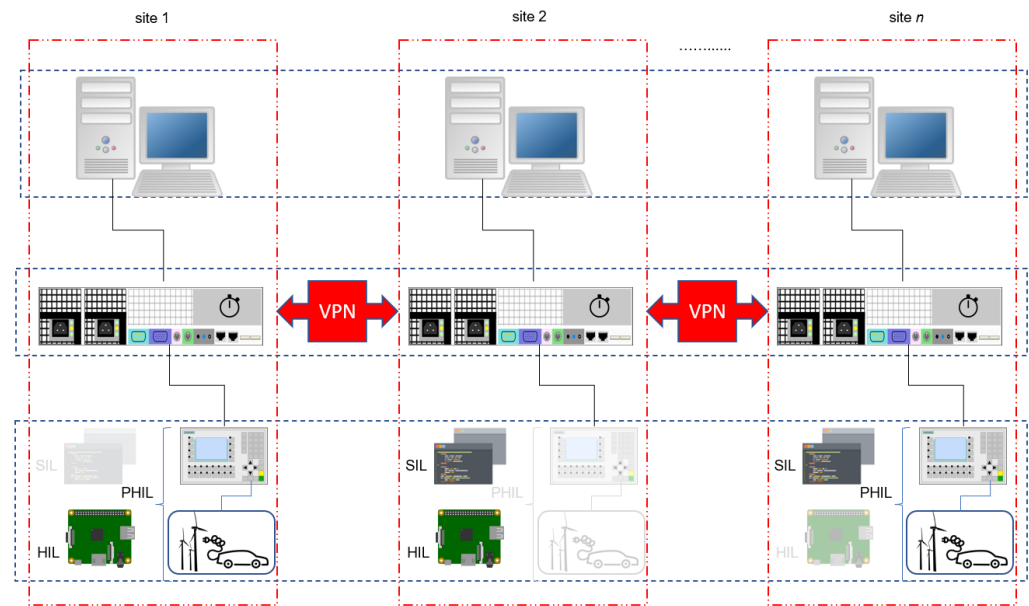 site 1
site 2
...........
site n
VPN
VPN
SIL
PHIL
HIL
SIL
PHIL
HIL
SIL
PHIL
HIL